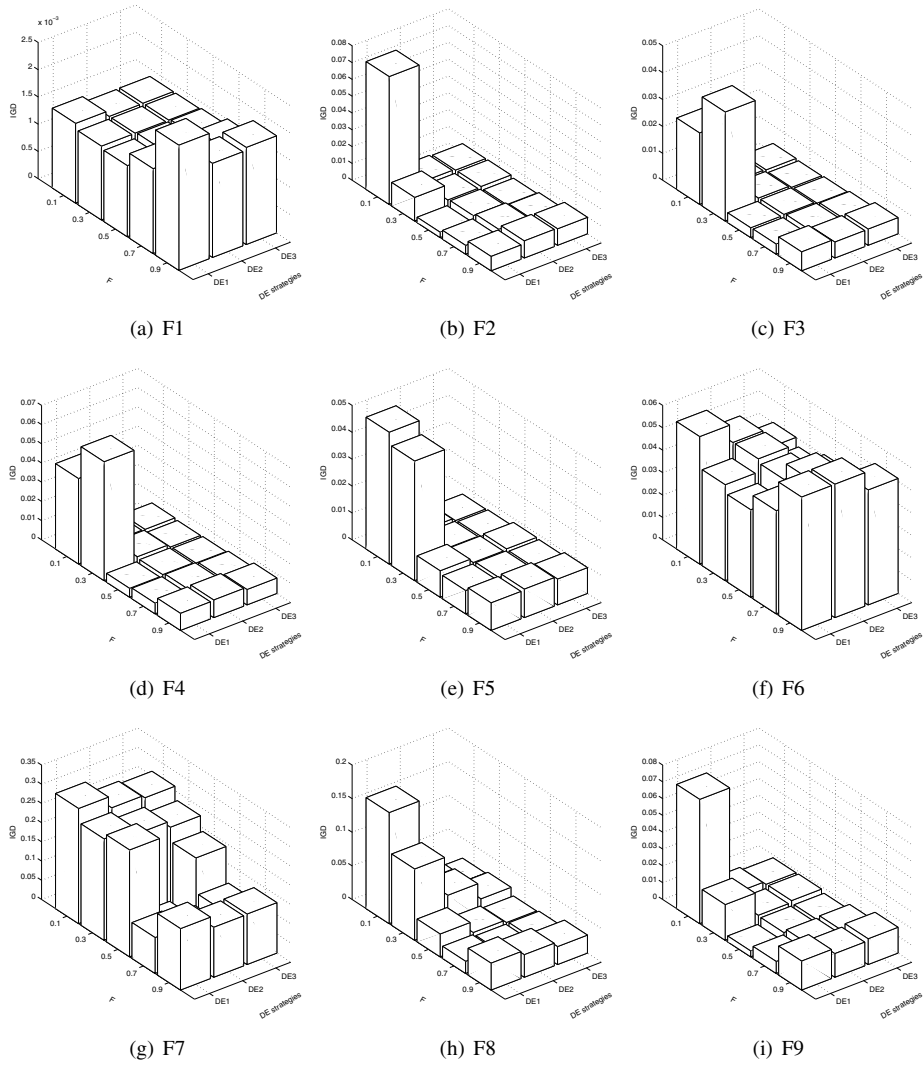 x 10⁻³
2.5
2
1.5
1
0.5
0
IGD
0.1
0.3
0.5
0.7
0.9
F
DE1
DE2
DE3
DE strategies
(a) F1
0.08
0.07
0.06
0.05
0.04
0.03
0.02
0.01
0
IGD
0.1
0.3
0.5
0.7
0.9
F
DE1
DE2
DE3
DE strategies
(b) F2
0.05
0.04
0.03
0.02
0.01
0
IGD
0.1
0.3
0.5
0.7
0.9
F
DE1
DE2
DE3
DE strategies
(c) F3
0.07
0.06
0.05
0.04
0.03
0.02
0.01
0
IGD
0.1
0.3
0.5
0.7
0.9
F
DE1
DE2
DE3
DE strategies
(d) F4
0.05
0.04
0.03
0.02
0.01
0
IGD
0.1
0.3
0.5
0.7
0.9
F
DE1
DE2
DE3
DE strategies
(e) F5
0.06
0.05
0.04
0.03
0.02
0.01
0
IGD
0.1
0.3
0.5
0.7
0.9
F
DE1
DE2
DE3
DE strategies
(f) F6
0.35
0.3
0.25
0.2
0.15
0.1
0.05
0
IGD
0.1
0.3
0.5
0.7
0.9
F
DE1
DE2
DE3
DE strategies
(g) F7
0.2
0.15
0.1
0.05
0
IGD
0.1
0.3
0.5
0.7
0.9
F
DE1
DE2
DE3
DE strategies
(h) F8
0.08
0.07
0.06
0.05
0.04
0.03
0.02
0.01
0
IGD
0.1
0.3
0.5
0.7
0.9
F
DE1
DE2
DE3
DE strategies
(i) F9